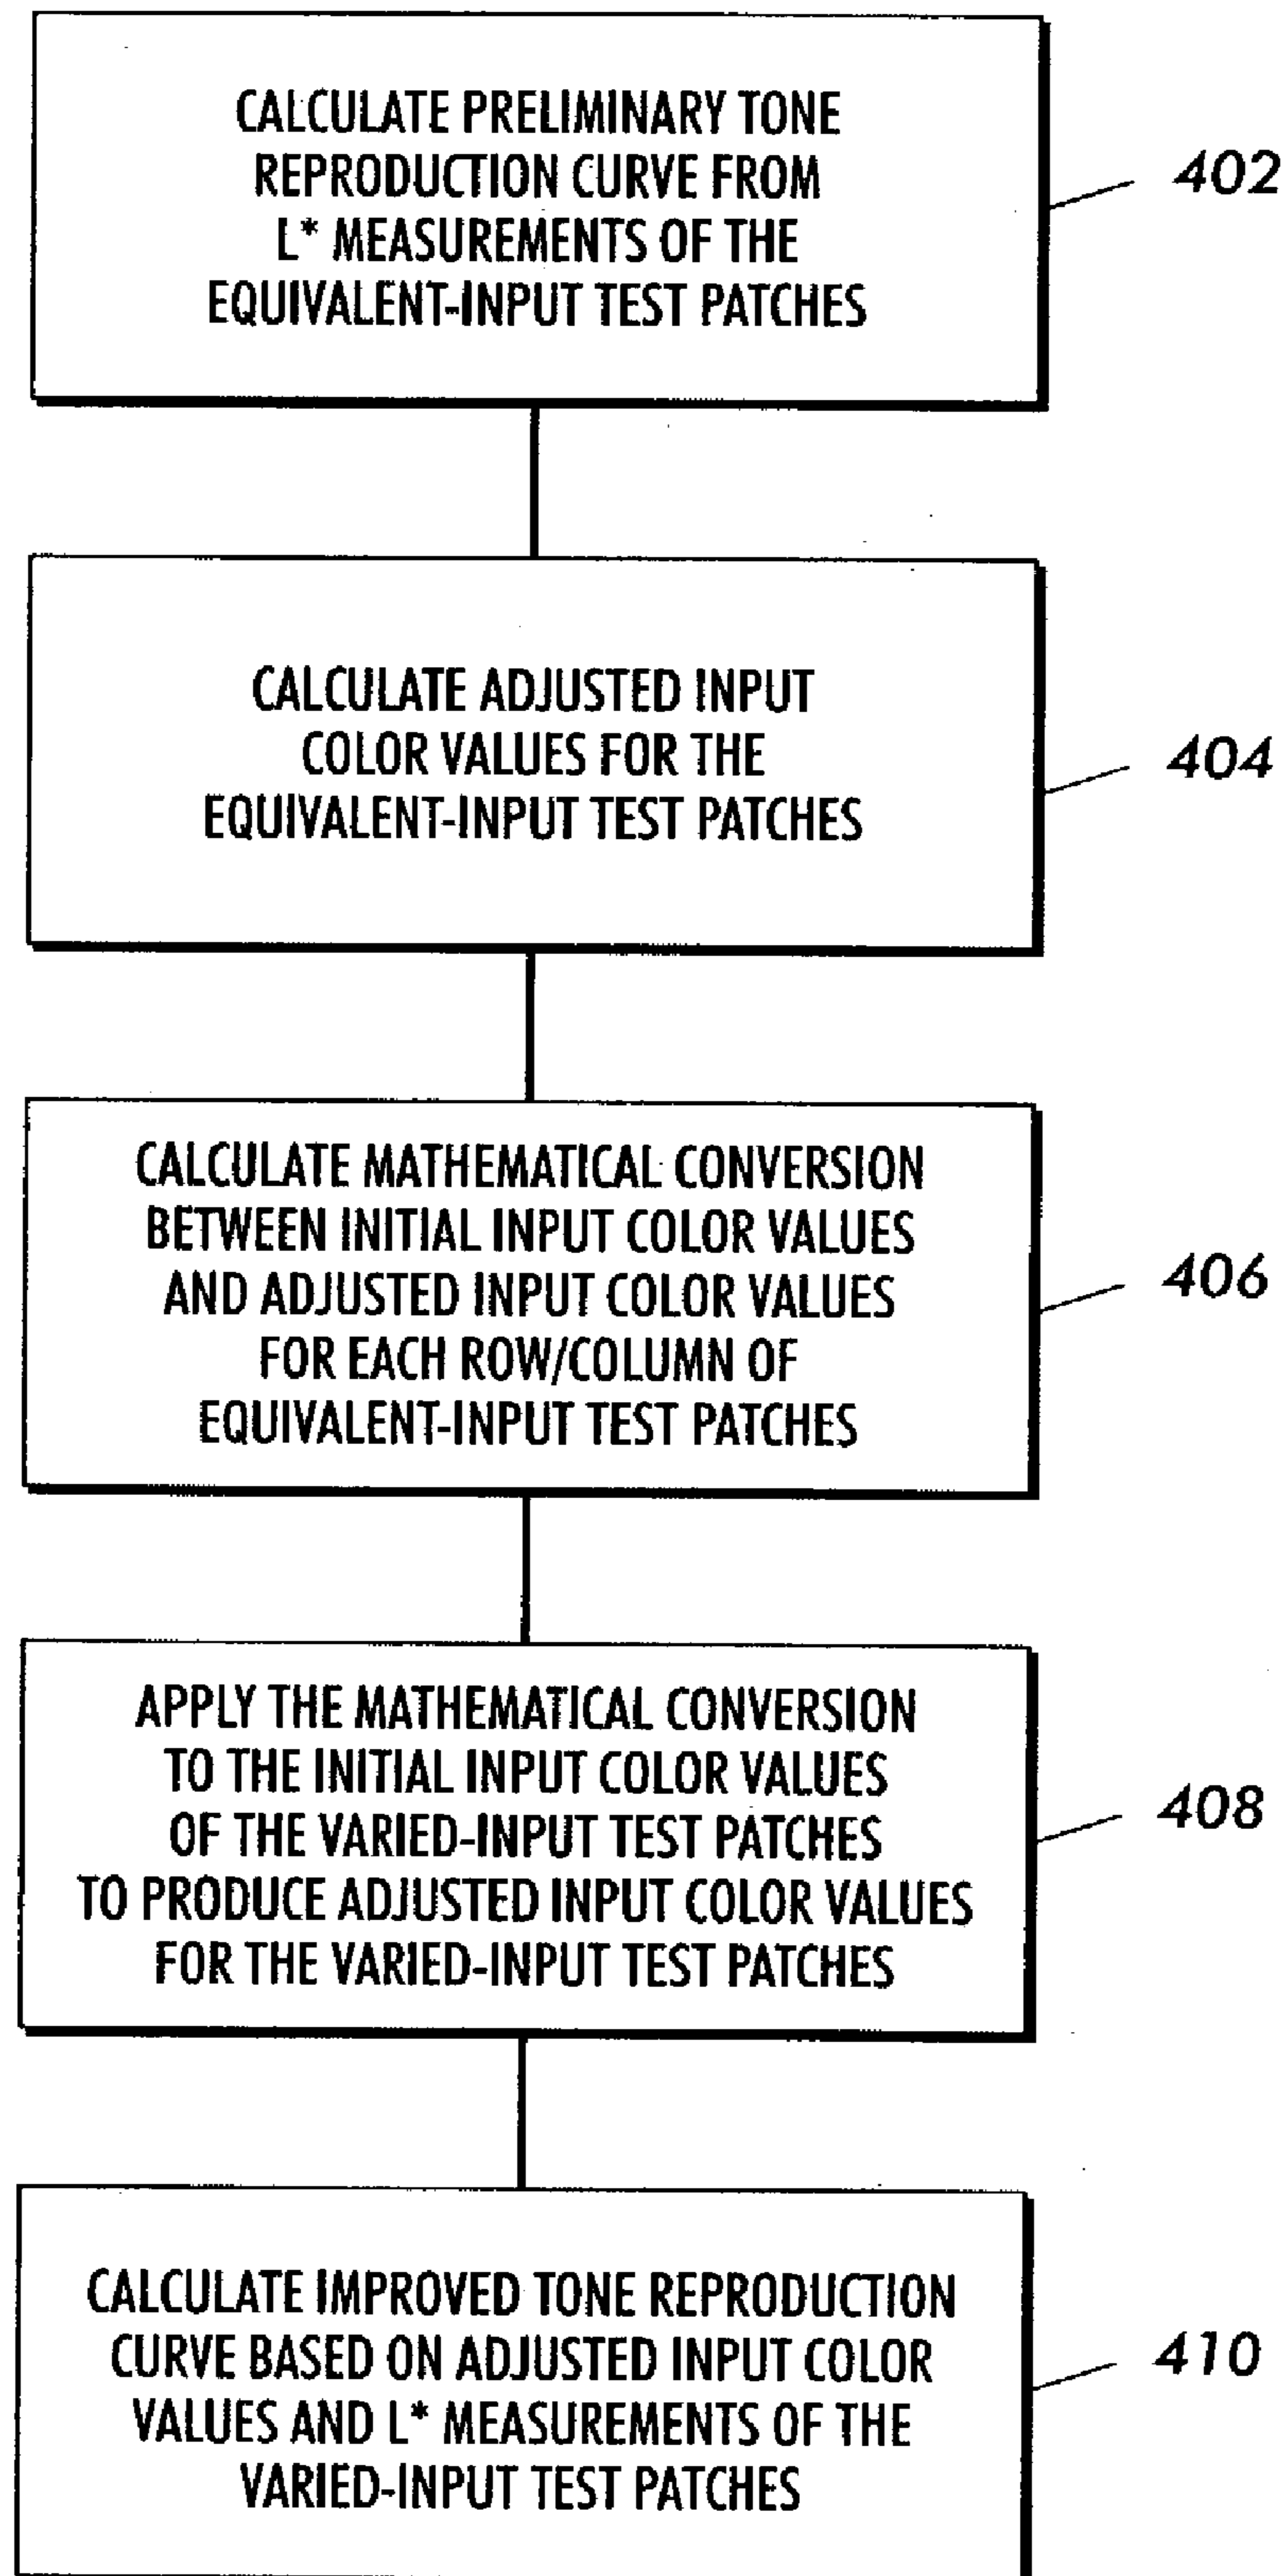 CALCULATE PRELIMINARY TONE
REPRODUCTION CURVE FROM
L* MEASUREMENTS OF THE
EQUIVALENT-INPUT TEST PATCHES
402
CALCULATE ADJUSTED INPUT
COLOR VALUES FOR THE
EQUIVALENT-INPUT TEST PATCHES
404
CALCULATE MATHEMATICAL CONVERSION
BETWEEN INITIAL INPUT COLOR VALUES
AND ADJUSTED INPUT COLOR VALUES
FOR EACH ROW/COLUMN OF
EQUIVALENT-INPUT TEST PATCHES
406
APPLY THE MATHEMATICAL CONVERSION
TO THE INITIAL INPUT COLOR VALUES
OF THE VARIED-INPUT TEST PATCHES
TO PRODUCE ADJUSTED INPUT COLOR VALUES
FOR THE VARIED-INPUT TEST PATCHES
408
CALCULATE IMPROVED TONE REPRODUCTION
CURVE BASED ON ADJUSTED INPUT COLOR
VALUES AND L* MEASUREMENTS OF THE
VARIED-INPUT TEST PATCHES
410